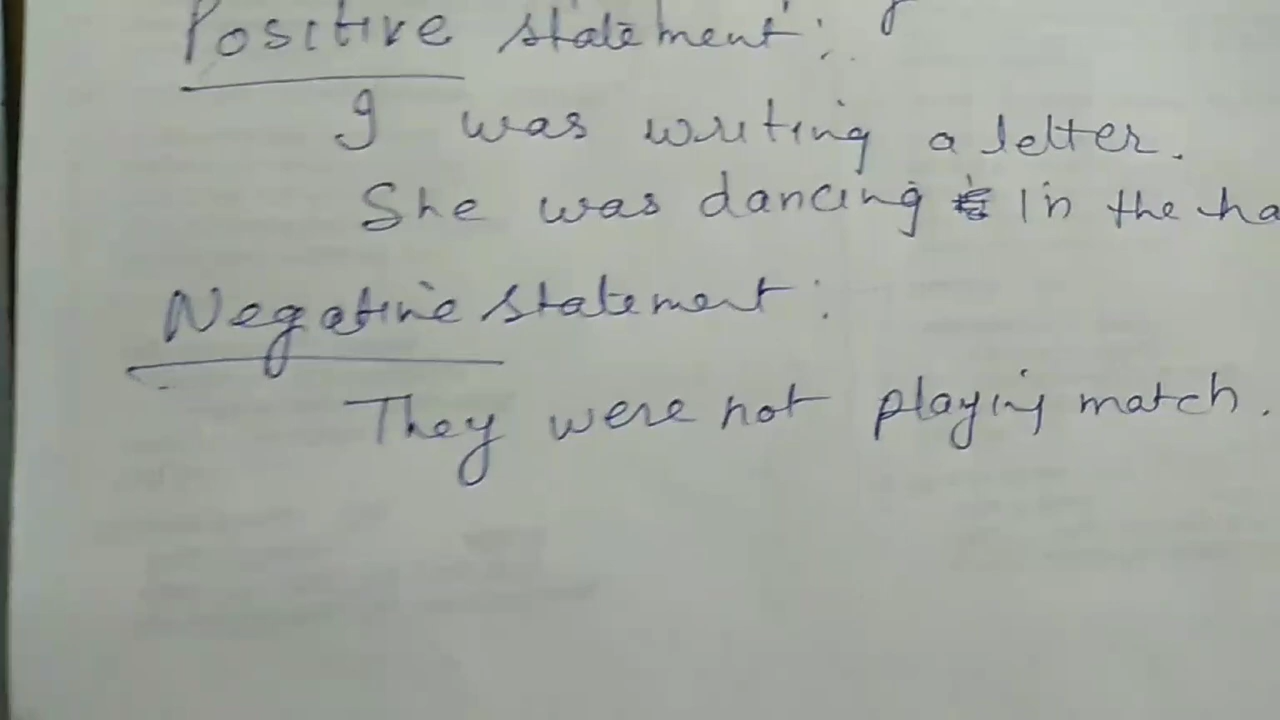 Positive statement:
I was writing a letter.
She was dancing in the
Negative statement:
They were not playing match.